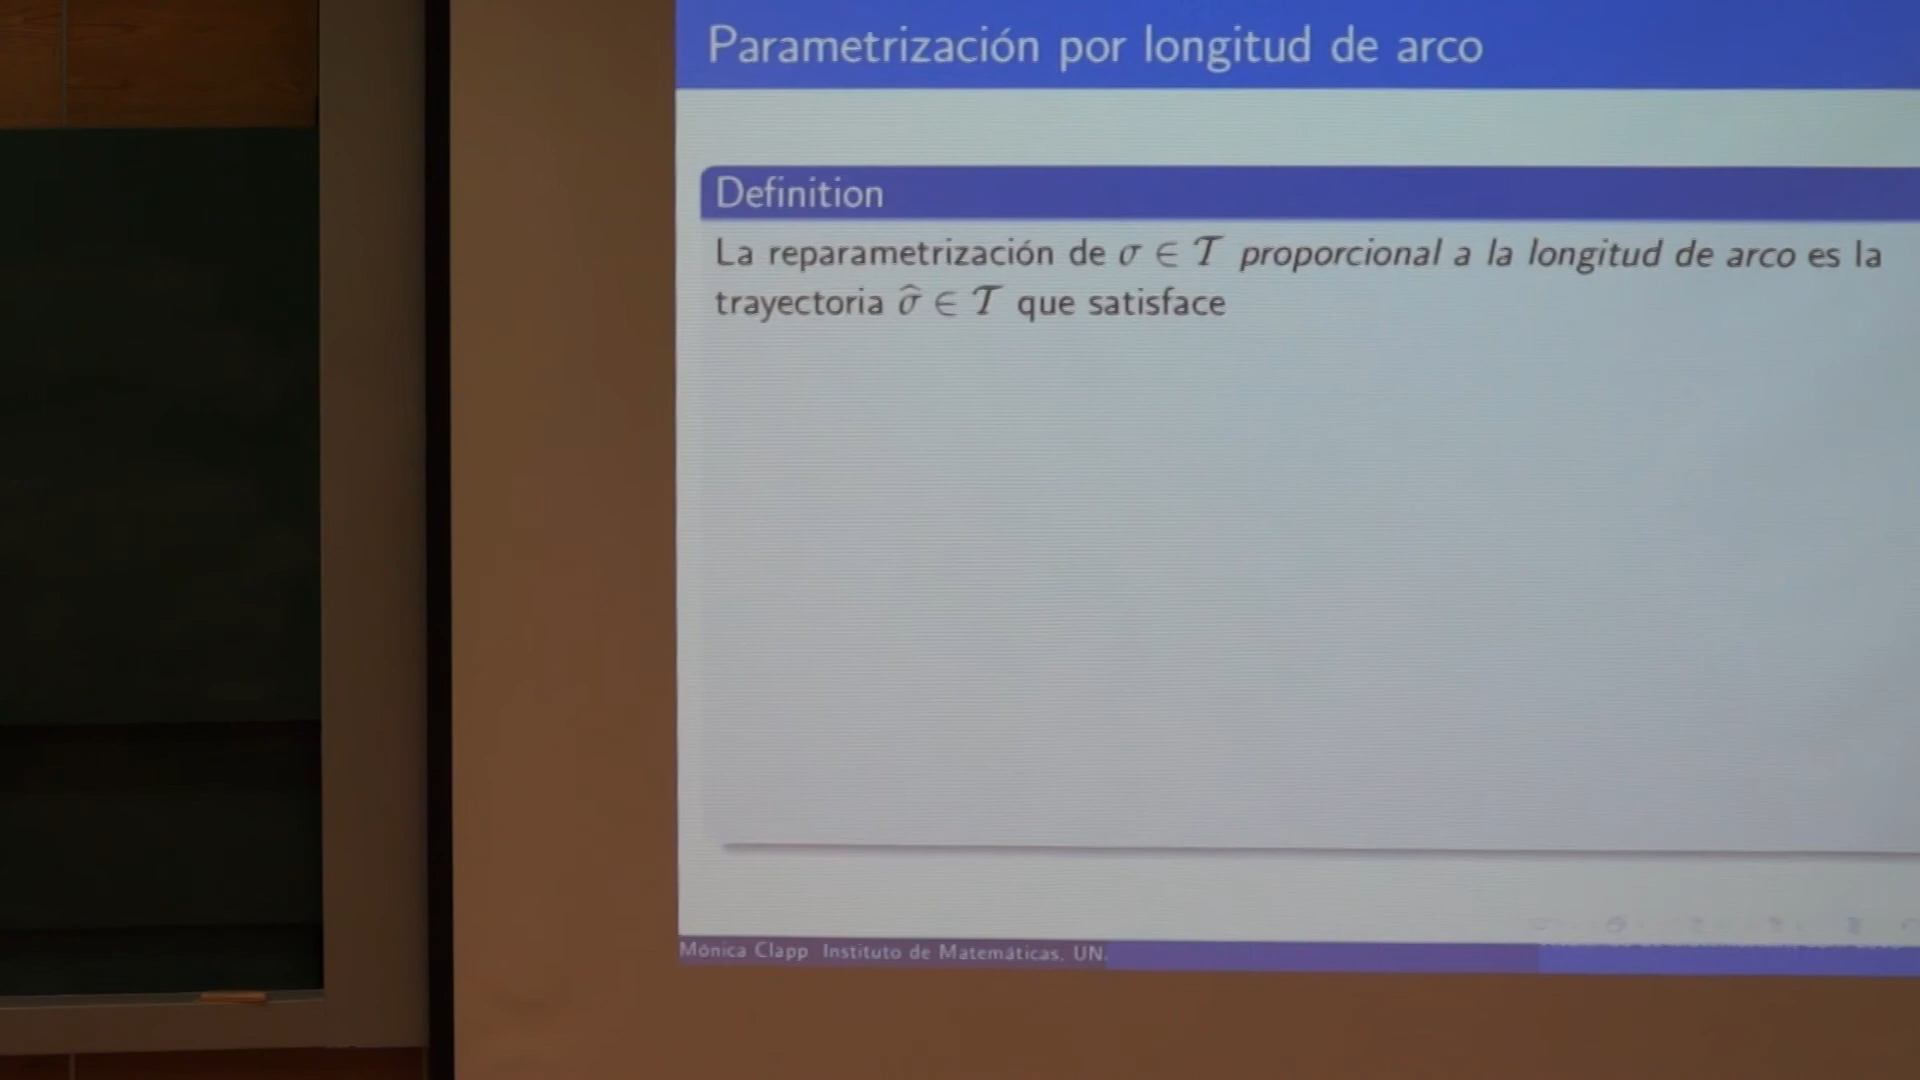 Parametrización por longitud de arco
Definition
La reparametrización de σ ∈ 𝒯 proporcional a la longitud de arco es la
trayectoria σ̂ ∈ 𝒯 que satisface
Mónica Clapp Instituto de Matemáticas, UN.